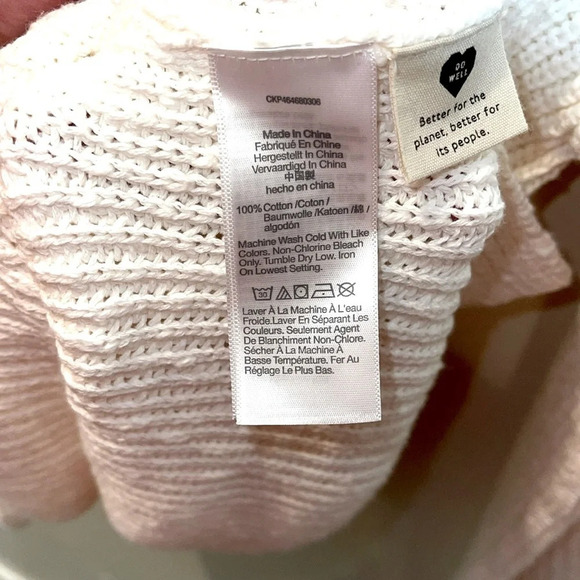 CKP464680306
Made in China
Fabriqué En Chine
Hergestellt In China
Vervaardigd In China
中国製
hecho en china
100% Cotton /Coton /
Baumwolle /Katoen /綿 /
algodón
Machine Wash Cold With Like
Colors. Non-Chlorine Bleach
Only. Tumble Dry Low. Iron
On Lowest Setting.
30
Laver À La Machine À L'eau
Froide.Laver En Séparant Les
Couleurs. Seulement Agent
De Blanchiment Non-Chlore.
Sécher À La Machine À
Basse Température. Fer Au
Réglage Le Plus Bas.
DO
WELL
Better for the
planet, better for
its people.